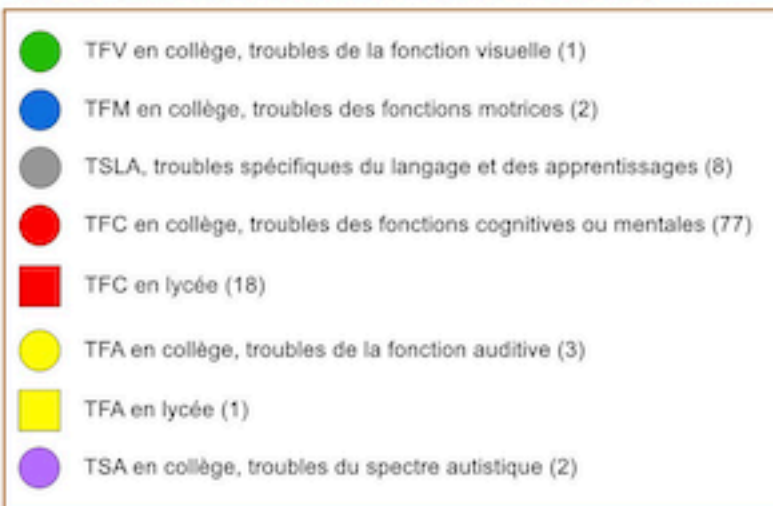 TFV en collège, troubles de la fonction visuelle (1)
TFM en collège, troubles des fonctions motrices (2)
TSLA, troubles spécifiques du langage et des apprentissages (8)
TFC en collège, troubles des fonctions cognitives ou mentales (77)
TFC en lycée (18)
TFA en collège, troubles de la fonction auditive (3)
TFA en lycée (1)
TSA en collège, troubles du spectre autistique (2)